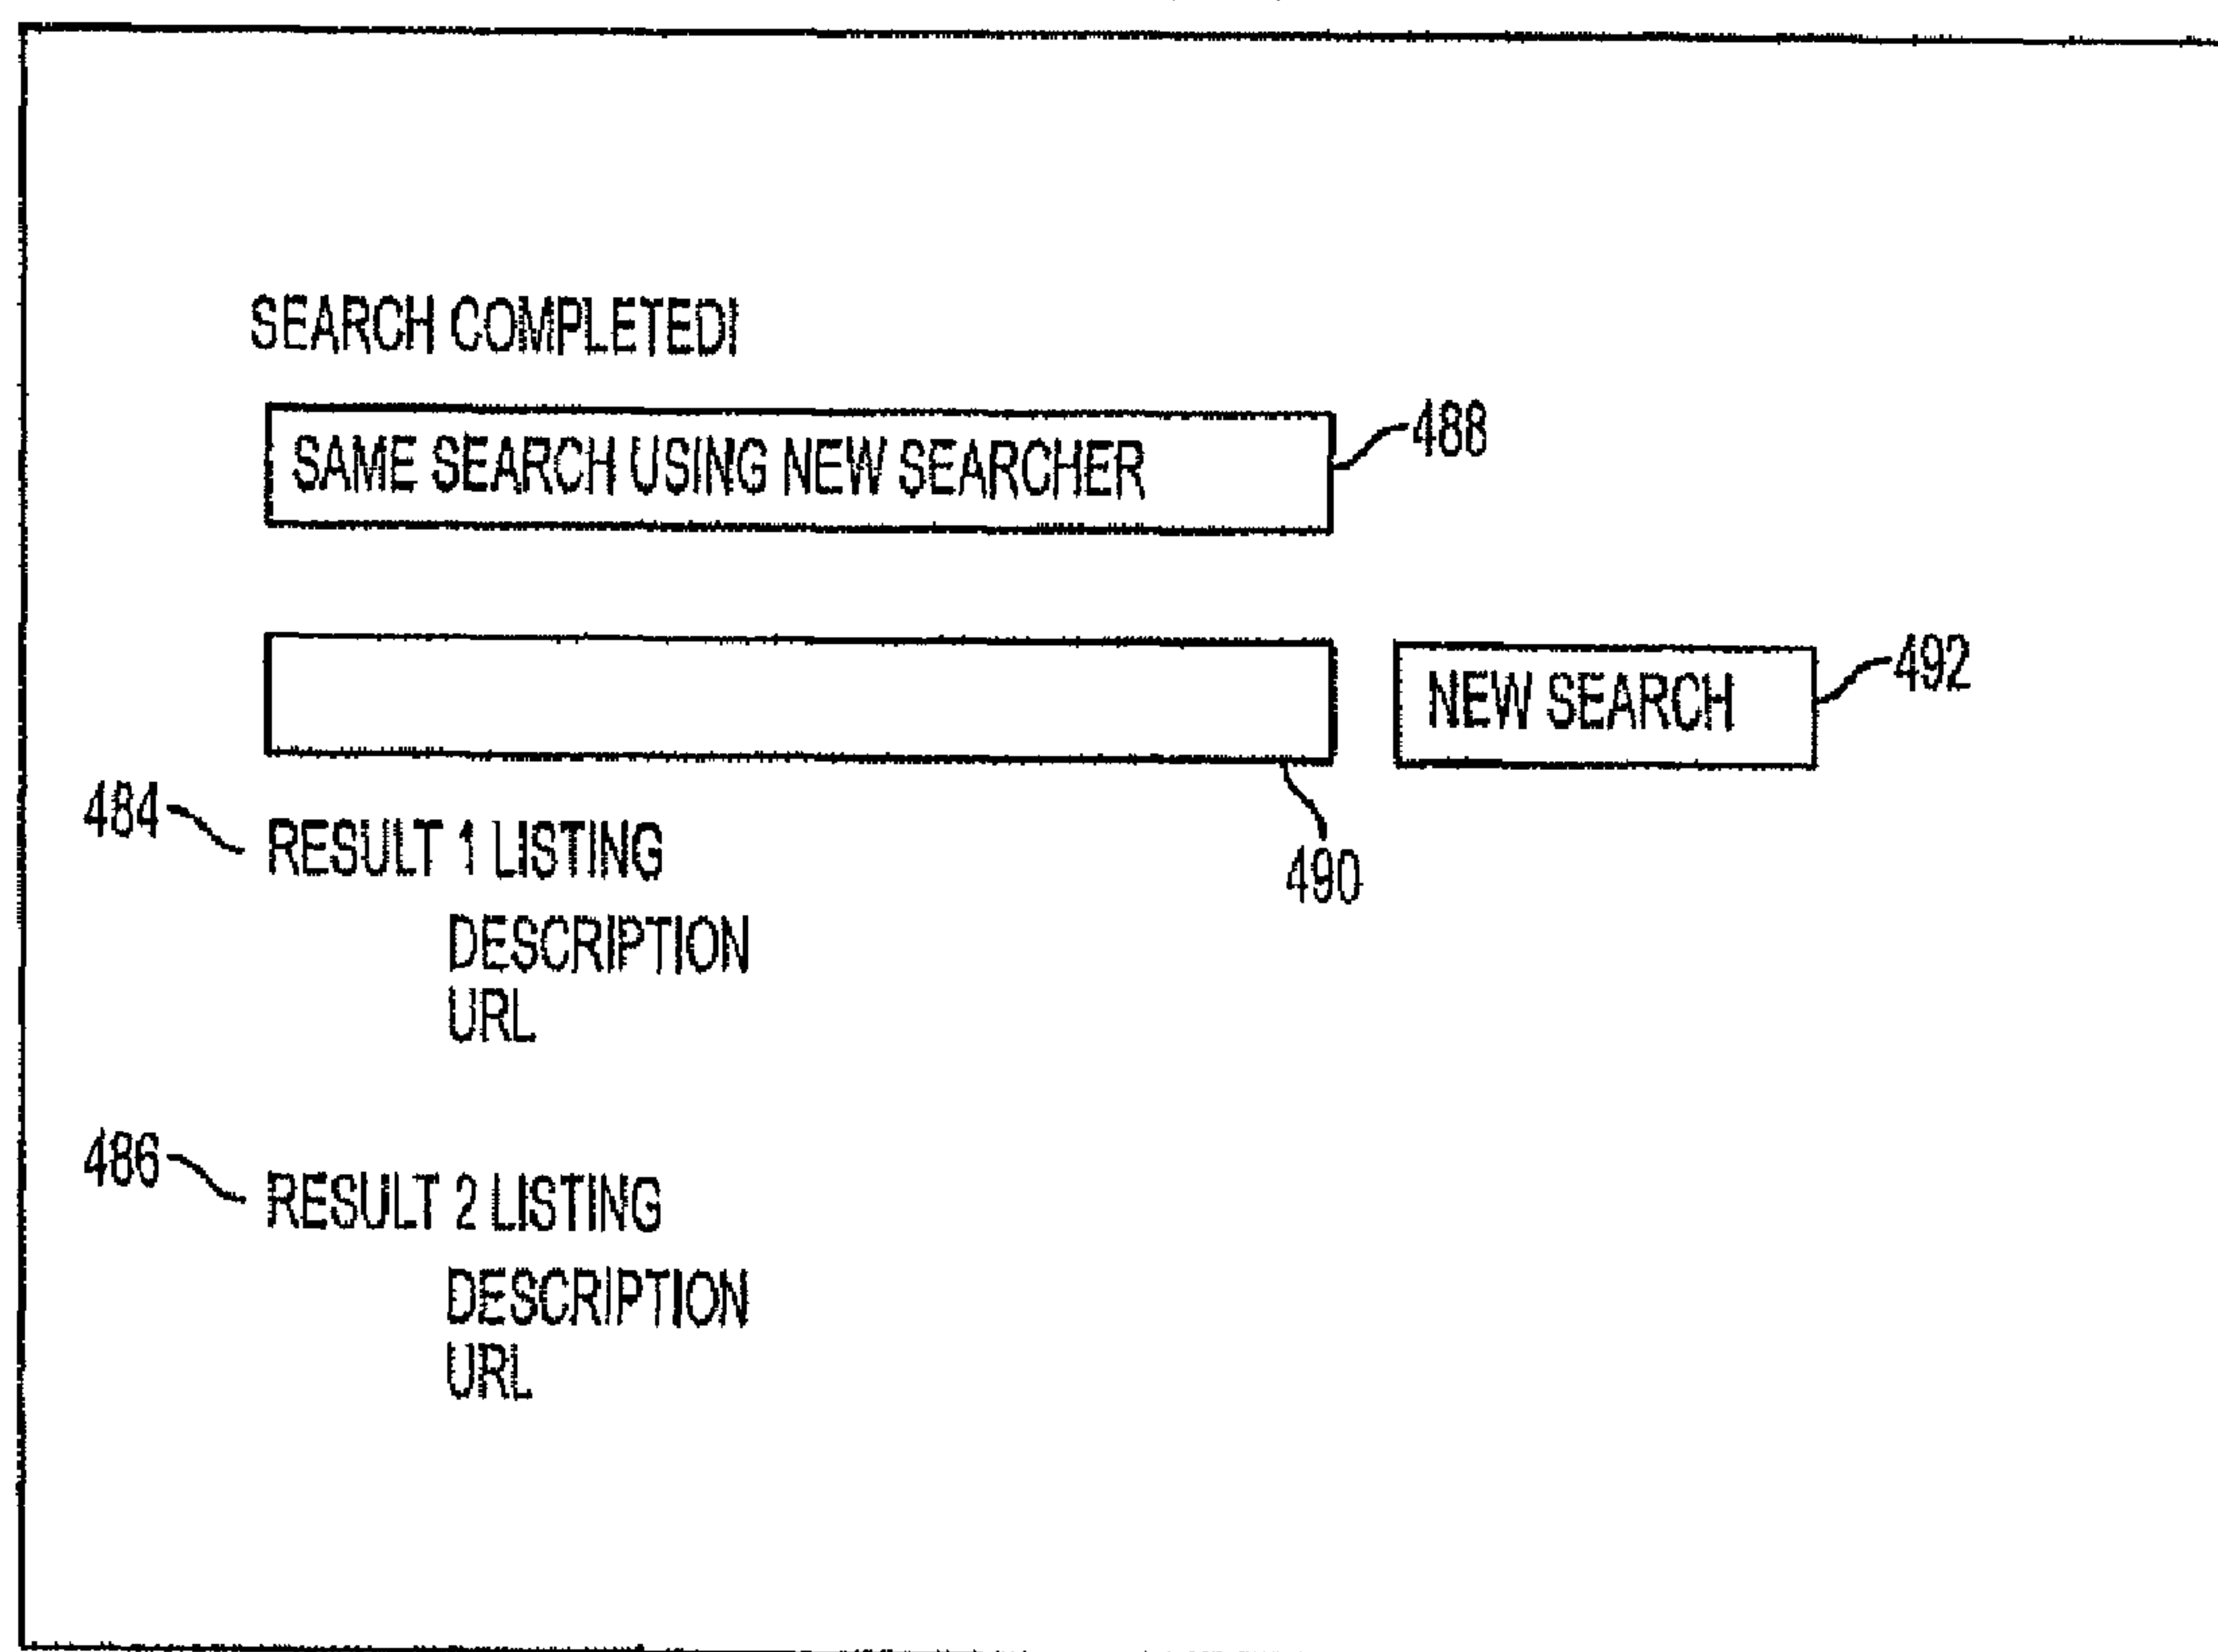 SEARCH COMPLETED!
SAME SEARCH USING NEW SEARCHER
488
NEW SEARCH
492
490
484
RESULT 1 LISTING
DESCRIPTION
URL
486
RESULT 2 LISTING
DESCRIPTION
URL